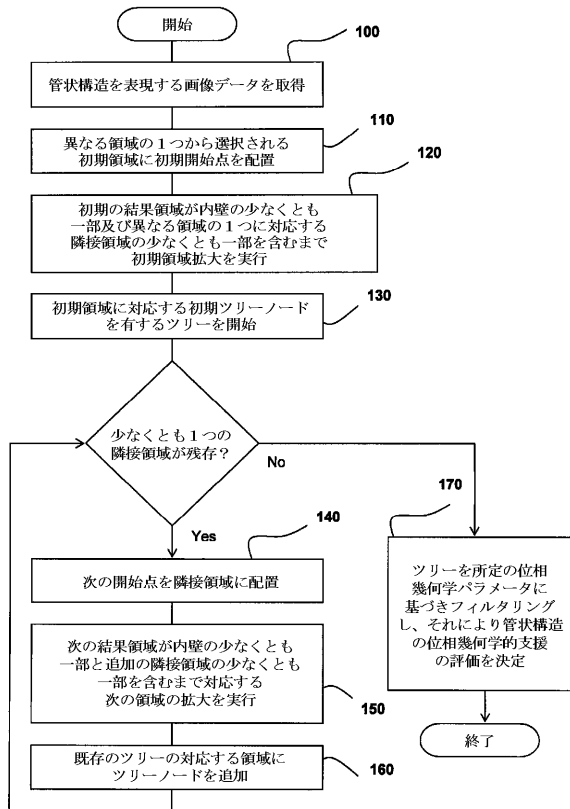 開始
100
管状構造を表現する画像データを取得
110
異なる領域の1つから選択される
初期領域に初期開始点を配置
120
初期の結果領域が内壁の少なくとも
一部及び異なる領域の1つに対応する
隣接領域の少なくとも一部を含むまで
初期領域拡大を実行
130
初期領域に対応する初期ツリーノード
を有するツリーを開始
少なくとも1つの
隣接領域が残存?
No
Yes
140
次の開始点を隣接領域に配置
次の結果領域が内壁の少なくとも
一部と追加の隣接領域の少なくとも
一部を含むまで対応する
次の領域の拡大を実行
150
既存のツリーの対応する領域に
ツリーノードを追加
160
170
ツリーを所定の位相
幾何学パラメータに
基づきフィルタリング
し、それにより管状構造
の位相幾何学的支援
の評価を決定
終了